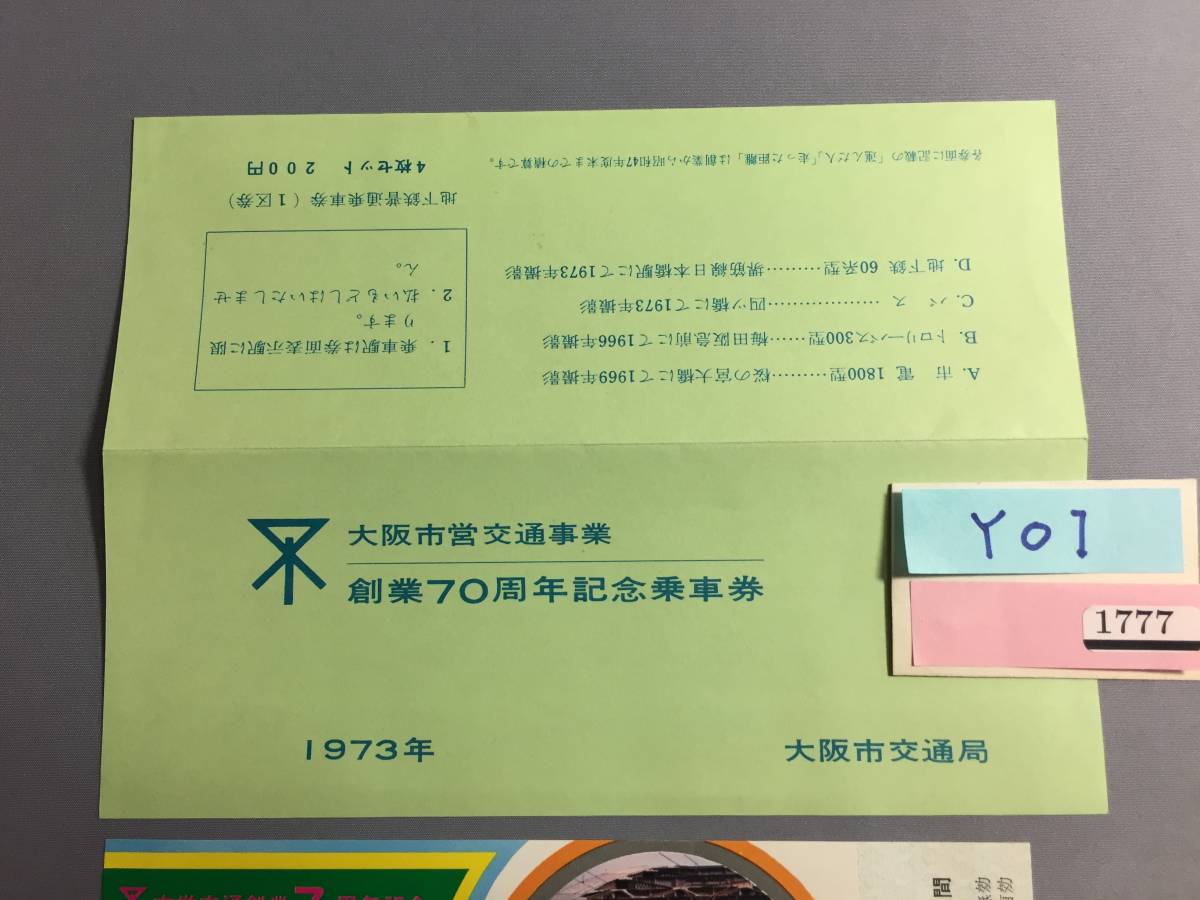 大阪市営交通事業
創業70周年記念乗車券
1973年
大阪市交通局
A. 市 電 1800型………桜の宮大橋にて1969年撮影
B. トロリーバス300型……梅田阪急前にて1966年撮影
C. バ ス …………………四ツ橋にて1973年撮影
D. 地下鉄 60系型………堺筋線日本橋駅にて1973年撮影
各券面に記載の「運んだ人」、「走った距離」は創業から昭和47年度末までの積算です。
1. 乗車駅は券面表示駅に限
ります。
2. 払いもどしはいたしませ
ん。
地下鉄普通乗車券（1区券）
4枚セット 200円
Y01
1777
間